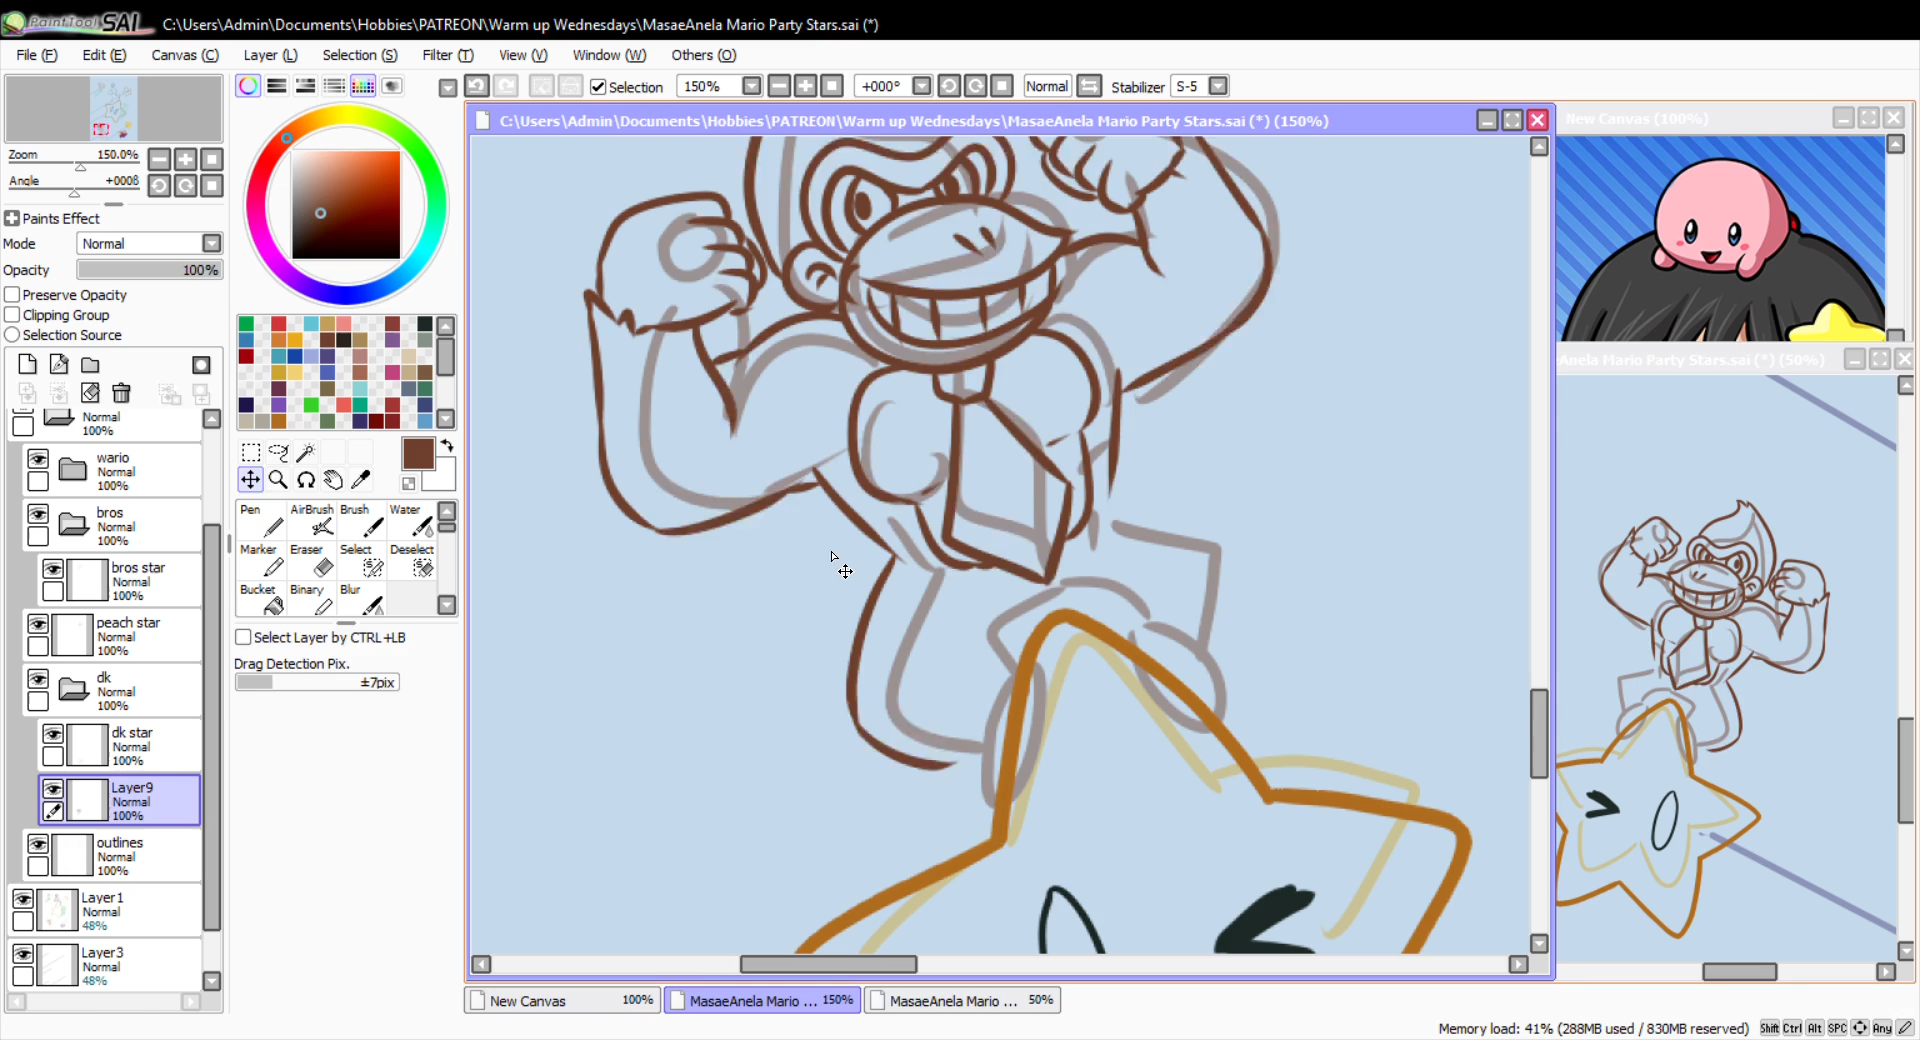 PaintTool SAI C:\Users\Admin\Documents\Hobbies\PATREON\Warm up Wednesdays\MasaeAnela Mario Party Stars.sai (*)
File (F) Edit (E) Canvas (C) Layer (L) Selection (S) Filter (T) View (V) Window (W) Others (O)
Selection 150% +000° Normal Stabilizer S-5
C:\Users\Admin\Documents\Hobbies\PATREON\Warm up Wednesdays\MasaeAnela Mario Party Stars.sai (*) (150%)
New Canvas (100%)
Zoom 150.0%
Angle +000ß
Paints Effect
Mode Normal
Opacity 100%
Preserve Opacity
Clipping Group
Selection Source
Normal
100%
wario
Normal
100%
bros
Normal
100%
bros star
Normal
100%
peach star
Normal
100%
dk
Normal
100%
dk star
Normal
100%
Layer9
Normal
100%
outlines
Normal
100%
Layer1
Normal
48%
Layer3
Normal
48%
Pen AirBrush Brush Water
Marker Eraser Select Deselect
Bucket Binary Blur
Select Layer by CTRL+LB
Drag Detection Pix.
±7pix
Anela Mario Party Stars.sai (*) (50%)
New Canvas 100% MasaeAnela Mario ... 150% MasaeAnela Mario ... 50%
Memory load: 41% (288MB used / 830MB reserved) Shift Ctrl Alt SPC Any